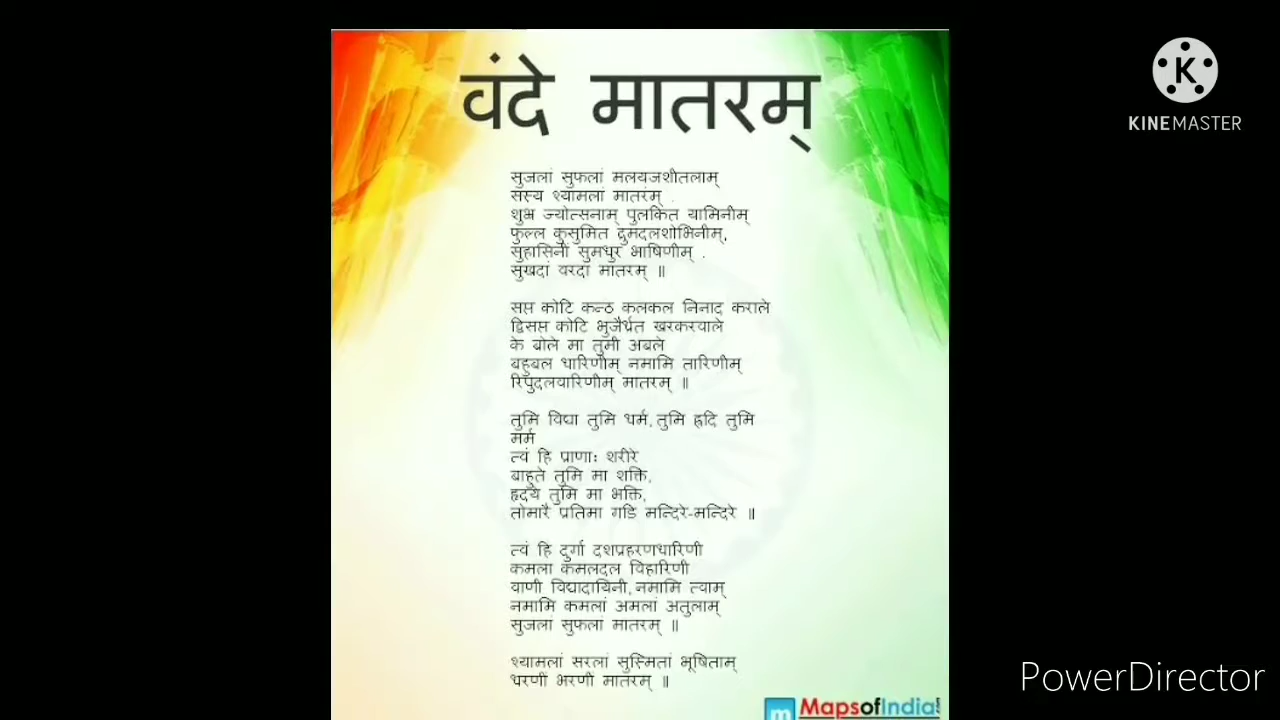 वंदे मातरम्
K
KINEMASTER
सुजलां सुफलां मलयजशीतलाम्
सस्य श्यामलां मातरंम् .
शुभ्र ज्योत्सनाम् पुलकित यामिनीम्
फुल्ल कुसुमित द्रुमदलशोभिनीम्,
सुहासिनीं सुमधुर भाषिणीम् .
सुखदां वरदां मातरम् ॥
सप्त कोटि कन्ठ कलकल निनाद कराले
द्विसप्त कोटि भुजैर्ध्रत खरकरवाले
के बोले मा तुमी अबले
बहुबल धारिणीम् नमामि तारिणीम्
रिपुदलवारिणीम् मातरम् ॥
तुमि विद्या तुमि धर्म, तुमि ह्रदि तुमि
मर्म
त्वं हि प्राणाः शरीरे
बाहुते तुमि मा शक्ति,
हृदये तुमि मा भक्ति,
तोमारै प्रतिमा गडि मन्दिरे-मन्दिरे ॥
त्वं हि दुर्गा दशप्रहरणधारिणी
कमला कमलदल विहारिणी
वाणी विद्यादायिनी, नमामि त्वाम्
नमामि कमलां अमलां अतुलाम्
सुजलां सुफलां मातरम् ॥
श्यामलां सरलां सुस्मितां भूषिताम्
धरणीं भरणीं मातरम् ॥
PowerDirector
m MapsofIndia